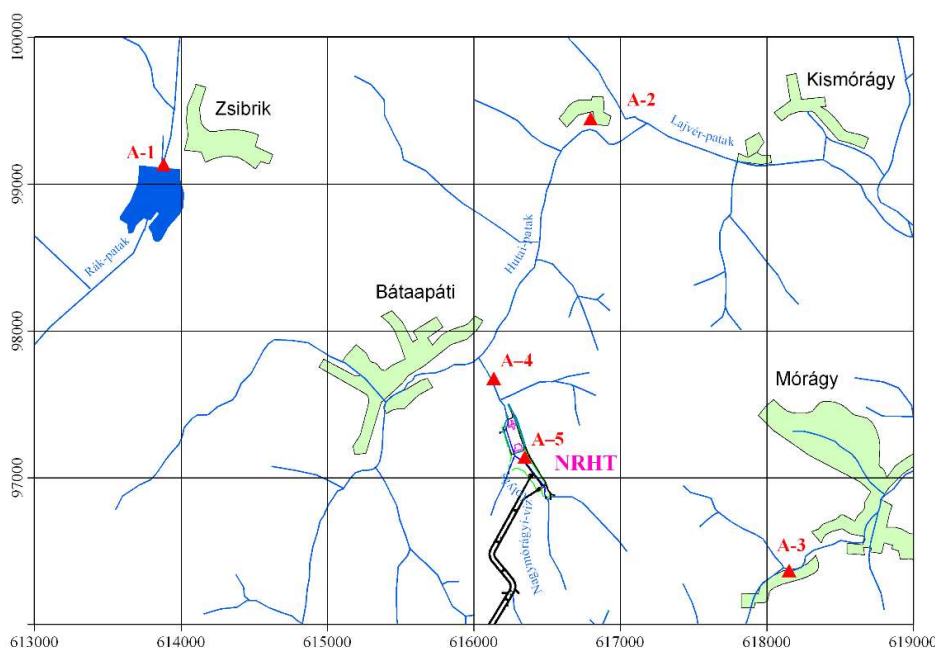 100000
Zsibrik
A-1
A-2
Lajvér-patak
Kismórágy
99000
Rák-patak
Hutai-patak
Bátaapáti
98000
A–4
Mórágy
A–5
NRHT
97000
Nagymórágyi-völgy
A-3
613000
614000
615000
616000
617000
618000
619000